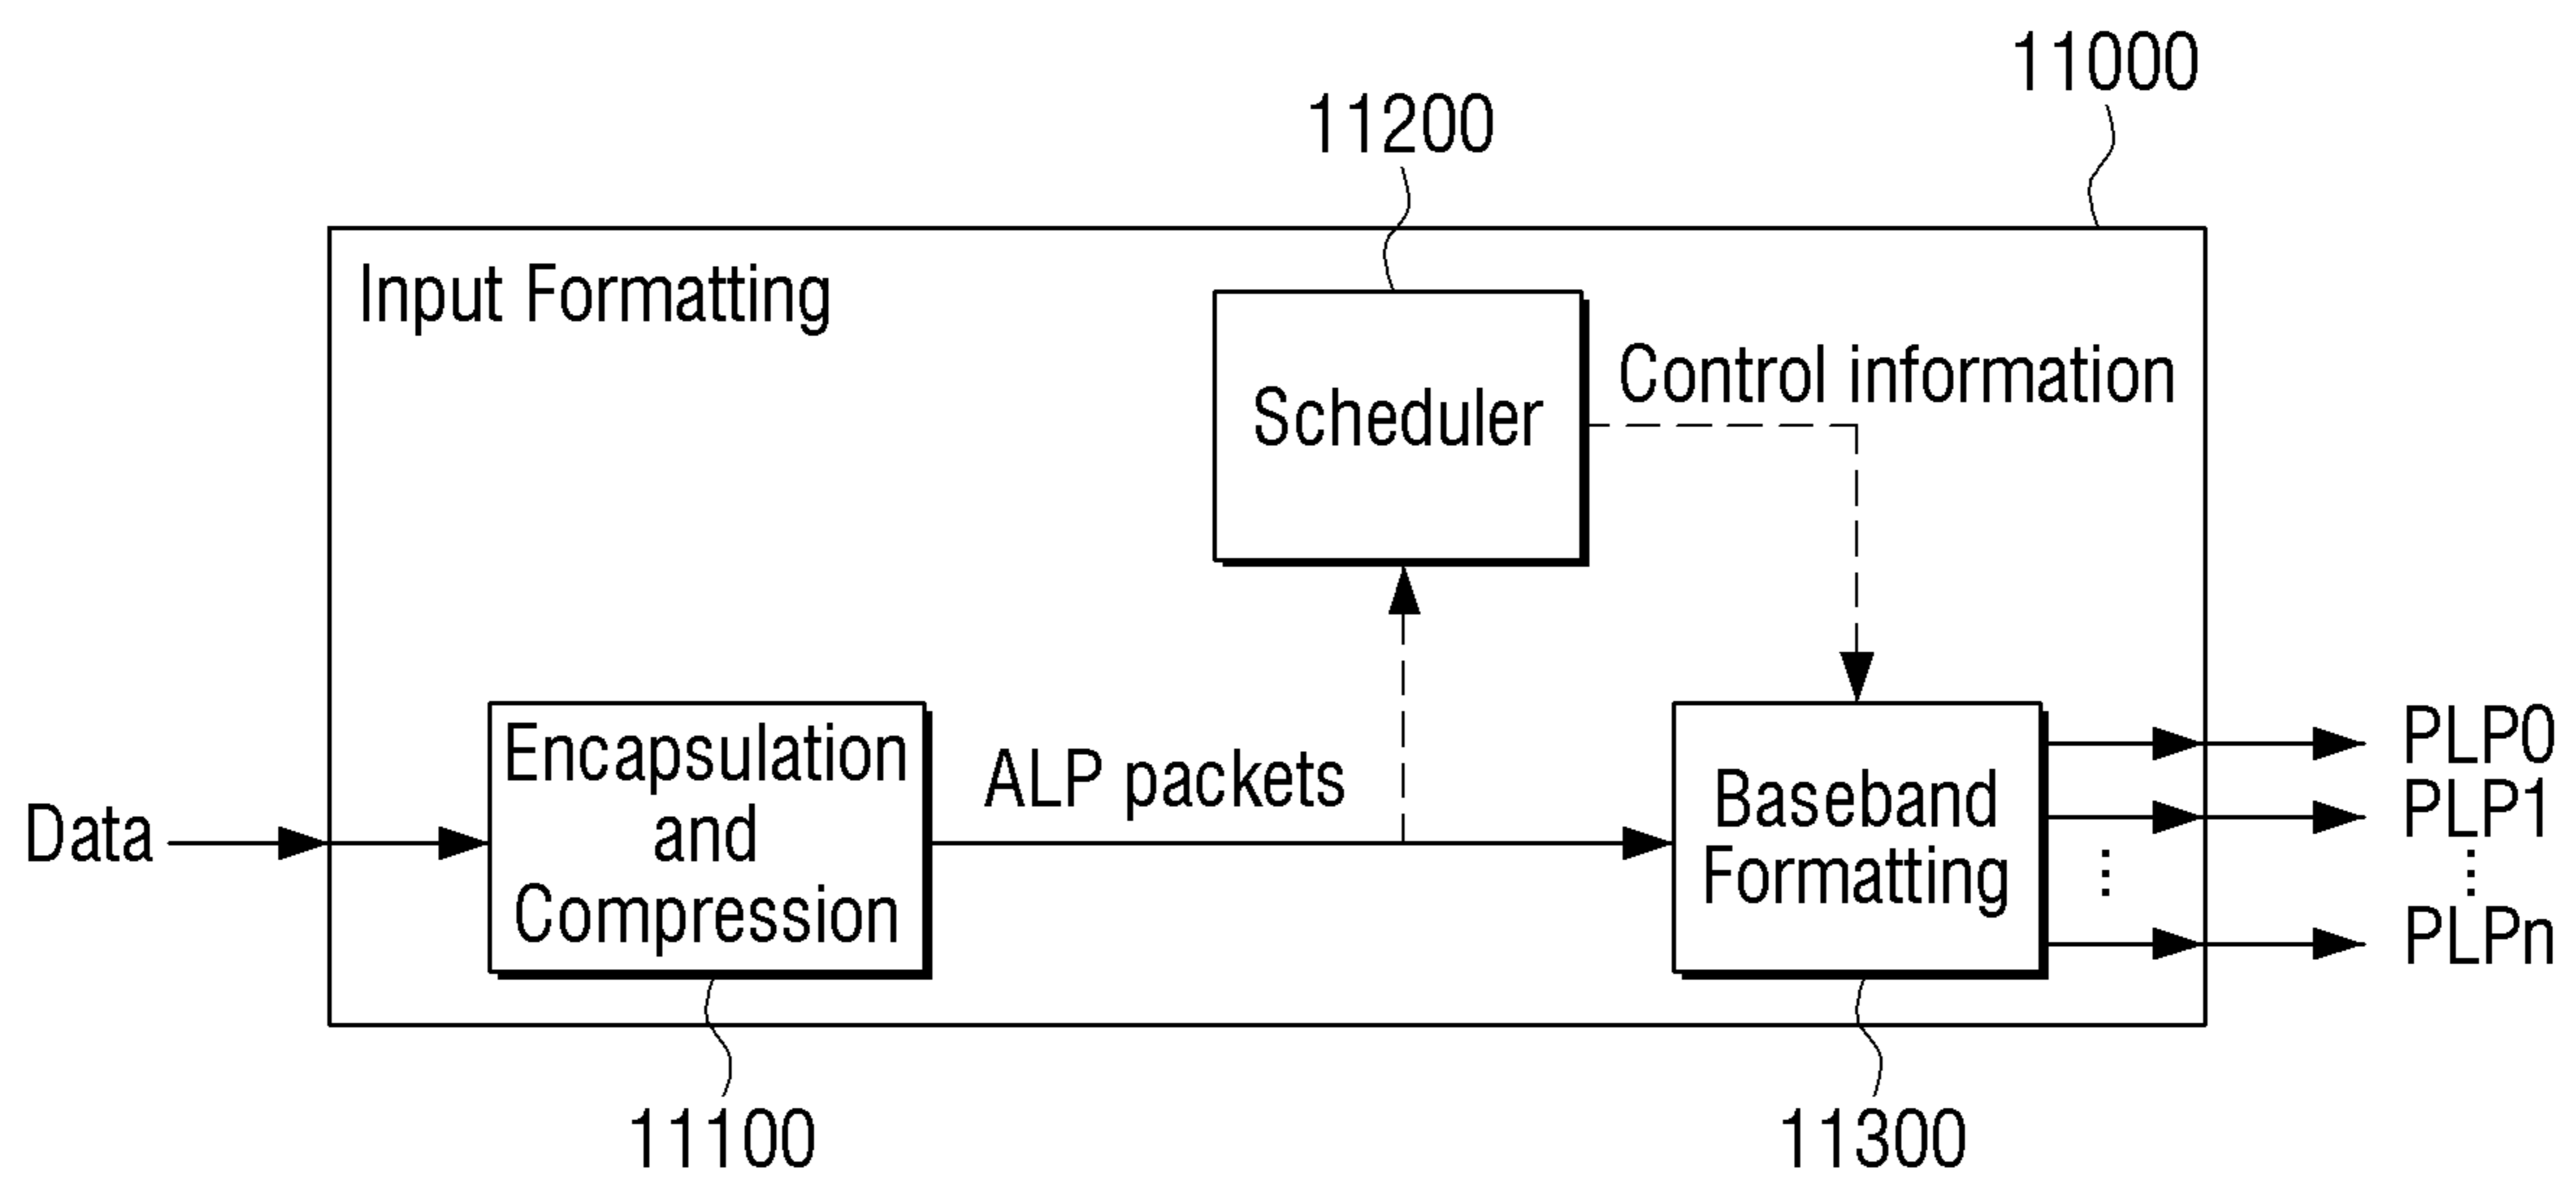 11000
11200
Input Formatting
Control information
Scheduler
Encapsulation
and
Compression
ALP packets
Data
Baseband
Formatting
PLP0
PLP1
PLPn
11100
11300